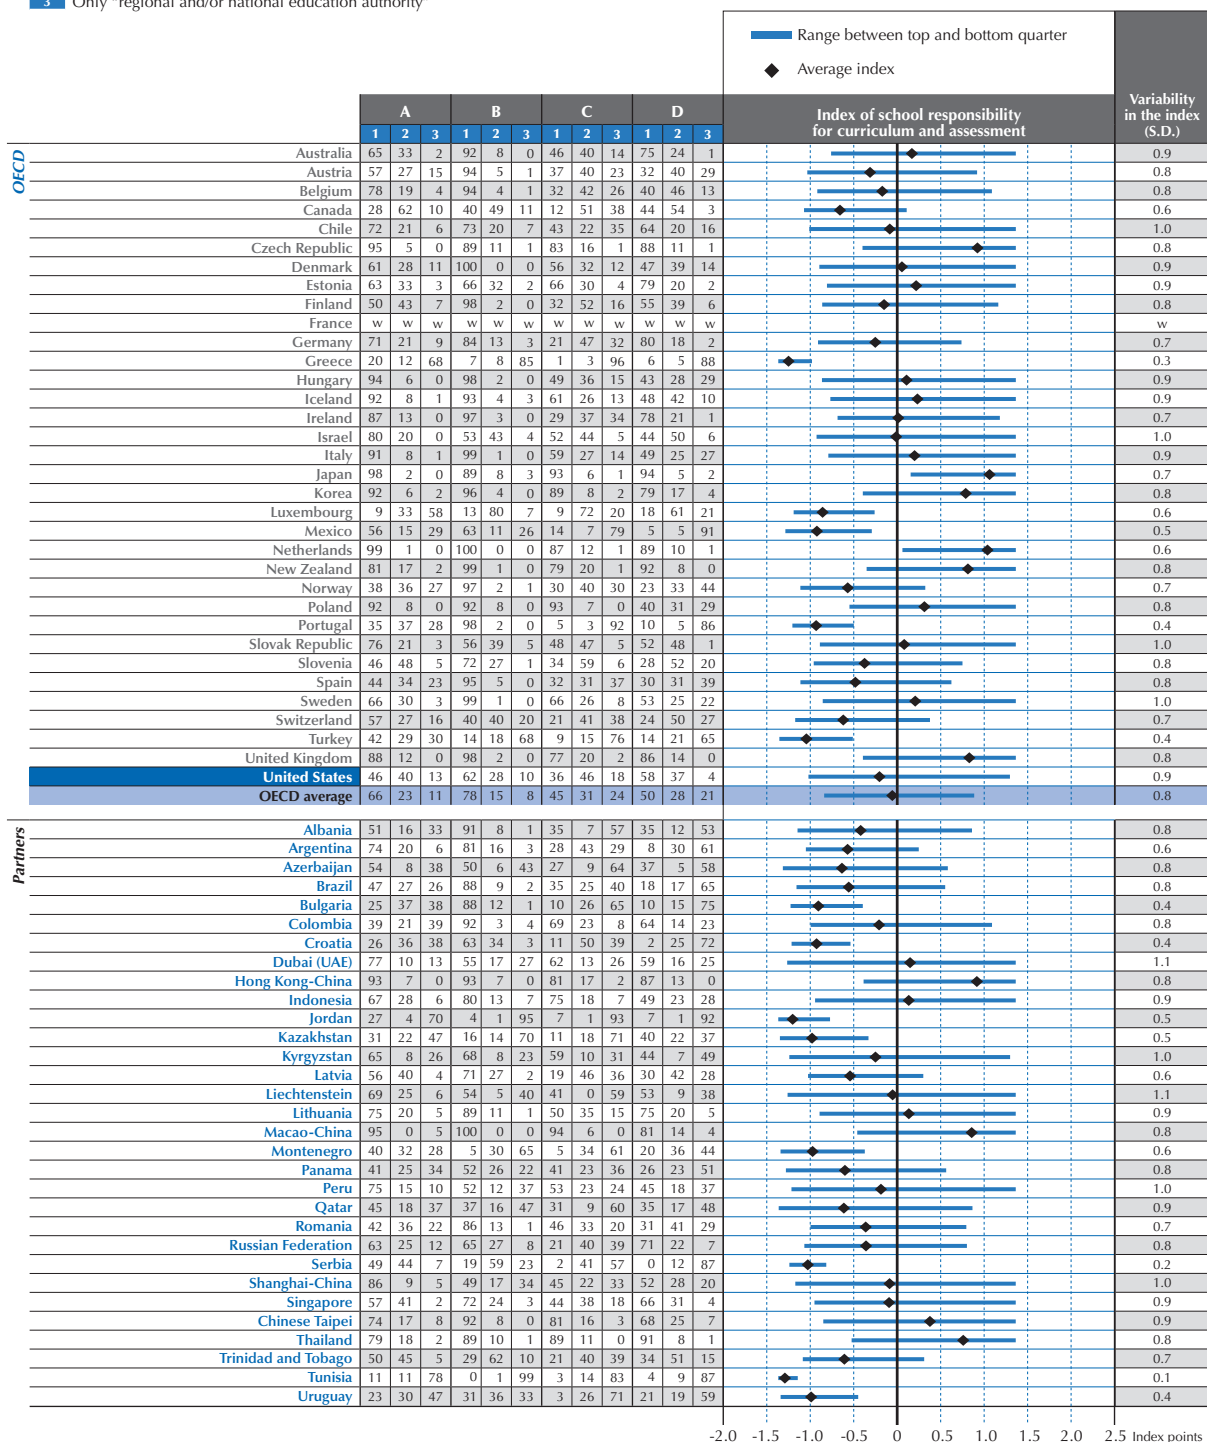 3 Only "regional and/or national education authority"
Range between top and bottom quarter
Average index
A B C D Index of school responsibility for curriculum and assessment Variability in the index (S.D.)
1 2 3 1 2 3 1 2 3 1 2 3
OECD
Australia 65 33 2 92 8 0 46 40 14 75 24 1 0.9
Austria 57 27 15 94 5 1 37 40 23 32 40 29 0.8
Belgium 78 19 4 94 4 1 32 42 26 40 46 13 0.8
Canada 28 62 10 40 49 11 12 51 38 44 54 3 0.6
Chile 72 21 6 73 20 7 43 22 35 64 20 16 1.0
Czech Republic 95 5 0 89 11 1 83 16 1 88 11 1 0.8
Denmark 61 28 11 100 0 0 56 32 12 47 39 14 0.9
Estonia 63 33 3 66 32 2 66 30 4 79 20 2 0.9
Finland 50 43 7 98 2 0 32 52 16 55 39 6 0.8
France w w w w w w w w w w w w w
Germany 71 21 9 84 13 3 21 47 32 80 18 2 0.7
Greece 20 12 68 7 8 85 1 3 96 6 5 88 0.3
Hungary 94 6 0 98 2 0 49 36 15 43 28 29 0.9
Iceland 92 8 1 93 4 3 61 26 13 48 42 10 0.9
Ireland 87 13 0 97 3 0 29 37 34 78 21 1 0.7
Israel 80 20 0 53 43 4 52 44 5 44 50 6 1.0
Italy 91 8 1 99 1 0 59 27 14 49 25 27 0.9
Japan 98 2 0 89 8 3 93 6 1 94 5 2 0.7
Korea 92 6 2 96 4 0 89 8 2 79 17 4 0.8
Luxembourg 9 33 58 13 80 7 9 72 20 18 61 21 0.6
Mexico 56 15 29 63 11 26 14 7 79 5 5 91 0.5
Netherlands 99 1 0 100 0 0 87 12 1 89 10 1 0.6
New Zealand 81 17 2 99 1 0 79 20 1 92 8 0 0.8
Norway 38 36 27 97 2 1 30 40 30 23 33 44 0.7
Poland 92 8 0 92 8 0 93 7 0 40 31 29 0.8
Portugal 35 37 28 98 2 0 5 3 92 10 5 86 0.4
Slovak Republic 76 21 3 56 39 5 48 47 5 52 48 1 1.0
Slovenia 46 48 5 72 27 1 34 59 6 28 52 20 0.8
Spain 44 34 23 95 5 0 32 31 37 30 31 39 0.8
Sweden 66 30 3 99 1 0 66 26 8 53 25 22 1.0
Switzerland 57 27 16 40 40 20 21 41 38 24 50 27 0.7
Turkey 42 29 30 14 18 68 9 15 76 14 21 65 0.4
United Kingdom 88 12 0 98 2 0 77 20 2 86 14 0 0.8
United States 46 40 13 62 28 10 36 46 18 58 37 4 0.9
OECD average 66 23 11 78 15 8 45 31 24 50 28 21 0.8
Partners
Albania 51 16 33 91 8 1 35 7 57 35 12 53 0.8
Argentina 74 20 6 81 16 3 28 43 29 8 30 61 0.6
Azerbaijan 54 8 38 50 6 43 27 9 64 37 5 58 0.8
Brazil 47 27 26 88 9 2 35 25 40 18 17 65 0.8
Bulgaria 25 37 38 88 12 1 10 26 65 10 15 75 0.4
Colombia 39 21 39 92 3 4 69 23 8 64 14 23 0.8
Croatia 26 36 38 63 34 3 11 50 39 2 25 72 0.4
Dubai (UAE) 77 10 13 55 17 27 62 13 26 59 16 25 1.1
Hong Kong-China 93 7 0 93 7 0 81 17 2 87 13 0 0.8
Indonesia 67 28 6 80 13 7 75 18 7 49 23 28 0.9
Jordan 27 4 70 4 1 95 7 1 93 7 1 92 0.5
Kazakhstan 31 22 47 16 14 70 11 18 71 40 22 37 0.5
Kyrgyzstan 65 8 26 68 8 23 59 10 31 44 7 49 1.0
Latvia 56 40 4 71 27 2 19 46 36 30 42 28 0.6
Liechtenstein 69 25 6 54 5 40 41 0 59 53 9 38 1.1
Lithuania 75 20 5 89 11 1 50 35 15 75 20 5 0.9
Macao-China 95 0 5 100 0 0 94 6 0 81 14 4 0.8
Montenegro 40 32 28 5 30 65 5 34 61 20 36 44 0.6
Panama 41 25 34 52 26 22 41 23 36 26 23 51 0.8
Peru 75 15 10 52 12 37 53 23 24 45 18 37 1.0
Qatar 45 18 37 37 16 47 31 9 60 35 17 48 0.9
Romania 42 36 22 86 13 1 46 33 20 31 41 29 0.7
Russian Federation 63 25 12 65 27 8 21 40 39 71 22 7 0.8
Serbia 49 44 7 19 59 23 2 41 57 0 12 87 0.2
Shanghai-China 86 9 5 49 17 34 45 22 33 52 28 20 1.0
Singapore 57 41 2 72 24 3 44 38 18 66 31 4 0.9
Chinese Taipei 74 17 8 92 8 0 81 16 3 68 25 7 0.9
Thailand 79 18 2 89 10 1 89 11 0 91 8 1 0.8
Trinidad and Tobago 50 45 5 29 62 10 21 40 39 34 51 15 0.7
Tunisia 11 11 78 0 1 99 3 14 83 4 9 87 0.1
Uruguay 23 30 47 31 36 33 3 26 71 21 19 59 0.4
-2.0 -1.5 -1.0 -0.5 0 0.5 1.0 1.5 2.0 2.5 Index points